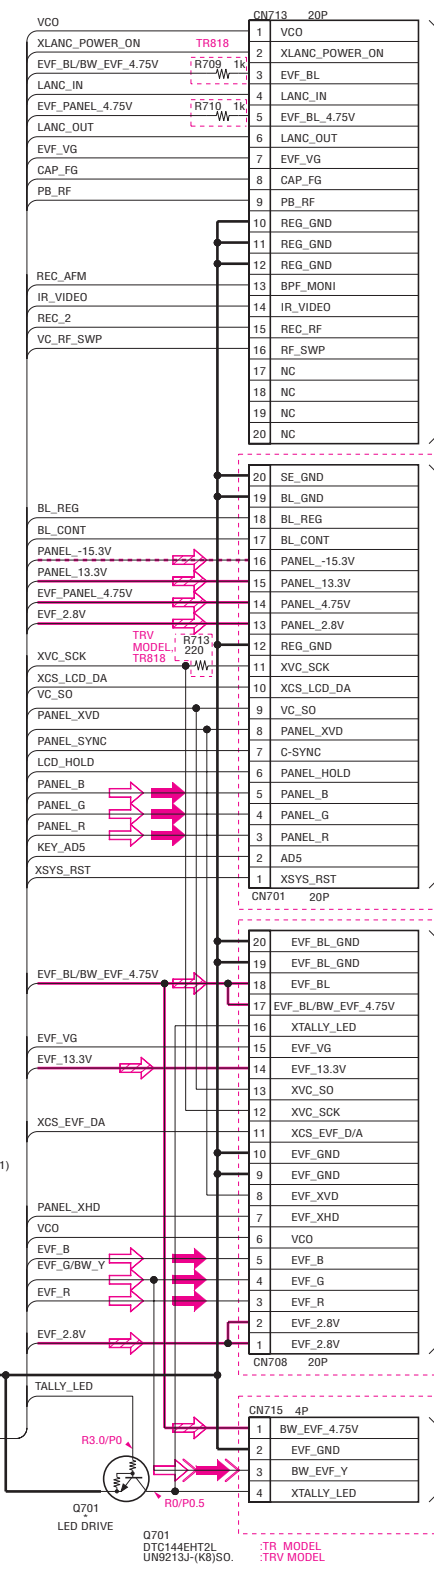 CN713 20P
VCO 1 VCO
XLANC_POWER_ON TR818 2 XLANC_POWER_ON
EVF_BL/BW_EVF_4.75V R709 1k 3 EVF_BL
LANC_IN 4 LANC_IN
EVF_PANEL_4.75V R710 1k 5 EVF_BL_4.75V
LANC_OUT 6 LANC_OUT
EVF_VG 7 EVF_VG
CAP_FG 8 CAP_FG
PB_RF 9 PB_RF
10 REG_GND
11 REG_GND
12 REG_GND
REC_AFM 13 BPF_MONI
IR_VIDEO 14 IR_VIDEO
REC_2 15 REC_RF
VC_RF_SWP 16 RF_SWP
17 NC
18 NC
19 NC
20 NC
20 SE_GND
19 BL_GND
BL_REG 18 BL_REG
BL_CONT 17 BL_CONT
PANEL_-15.3V 16 PANEL_-15.3V
PANEL_13.3V 15 PANEL_13.3V
EVF_PANEL_4.75V 14 PANEL_4.75V
EVF_2.8V 13 PANEL_2.8V
TRV
MODEL,
TR818
R713
220
12 REG_GND
XVC_SCK 11 XVC_SCK
XCS_LCD_DA 10 XCS_LCD_DA
VC_SO 9 VC_SO
PANEL_XVD 8 PANEL_XVD
PANEL_SYNC 7 C-SYNC
LCD_HOLD 6 PANEL_HOLD
PANEL_B 5 PANEL_B
PANEL_G 4 PANEL_G
PANEL_R 3 PANEL_R
KEY_AD5 2 AD5
XSYS_RST 1 XSYS_RST
CN701 20P
20 EVF_BL_GND
19 EVF_BL_GND
EVF_BL/BW_EVF_4.75V 18 EVF_BL
17 EVF_BL/BW_EVF_4.75V
16 XTALLY_LED
EVF_VG 15 EVF_VG
EVF_13.3V 14 EVF_13.3V
13 XVC_SO
12 XVC_SCK
XCS_EVF_DA 11 XCS_EVF_D/A
10 EVF_GND
1)
9 EVF_GND
8 EVF_XVD
PANEL_XHD 7 EVF_XHD
VCO 6 VCO
EVF_B 5 EVF_B
EVF_G/BW_Y 4 EVF_G
EVF_R 3 EVF_R
2 EVF_2.8V
EVF_2.8V 1 EVF_2.8V
CN708 20P
TALLY_LED
CN715 4P
1 BW_EVF_4.75V
R3.0/P0
2 EVF_GND
3 BW_EVF_Y
4 XTALLY_LED
R0/P0.5
Q701
*
LED DRIVE
Q701
DTC144EHT2L :TR MODEL
UN9213J-(K8)SO. :TRV MODEL